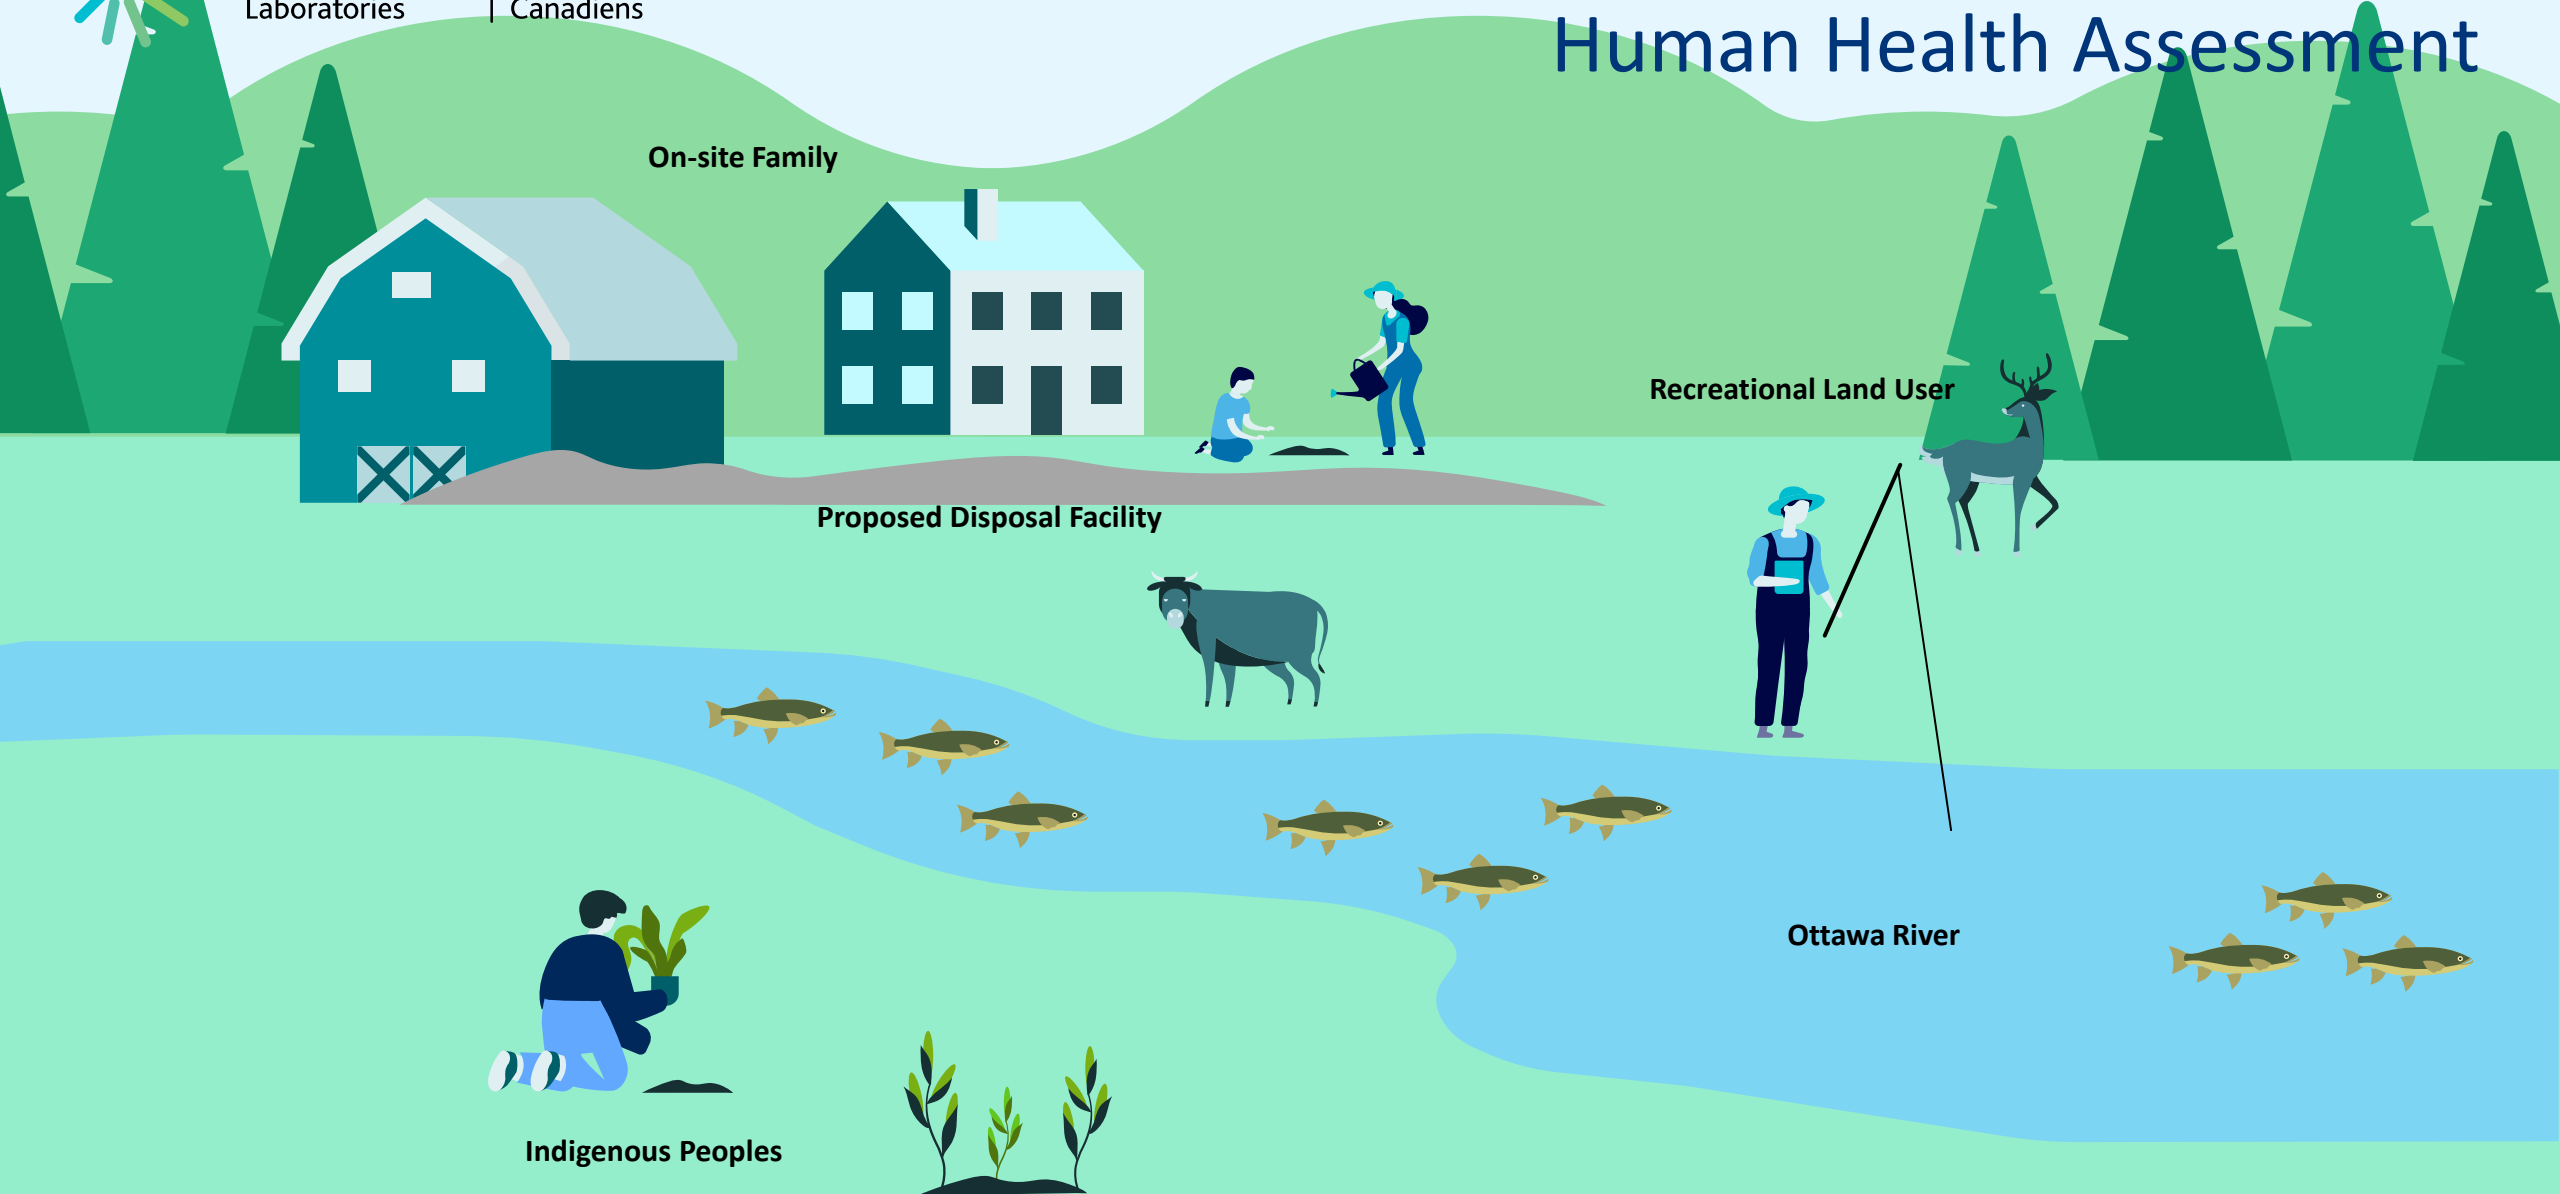 Laboratories | Canadiens
Human Health Assessment
On-site Family
Recreational Land User
Proposed Disposal Facility
Ottawa River
Indigenous Peoples